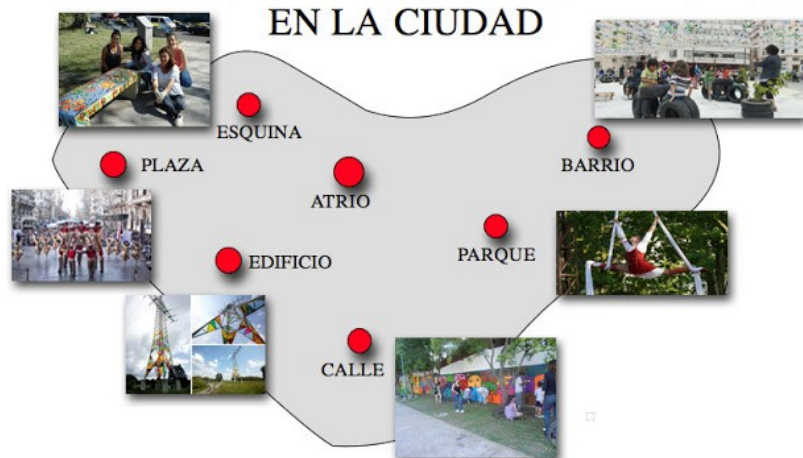 EN LA CIUDAD
ESQUINA
PLAZA
BARRIO
ATRIO
PARQUE
EDIFICIO
CALLE